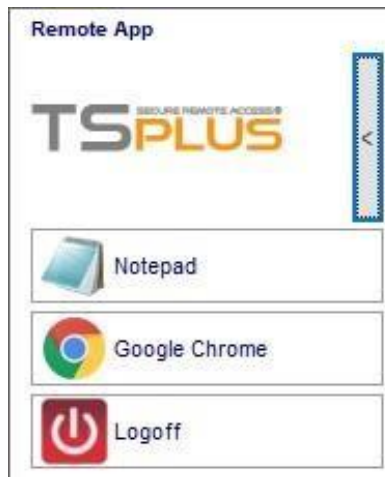 Remote App
SECURE REMOTE ACCESS®
TSPLUS
<
Notepad
Google Chrome
Logoff